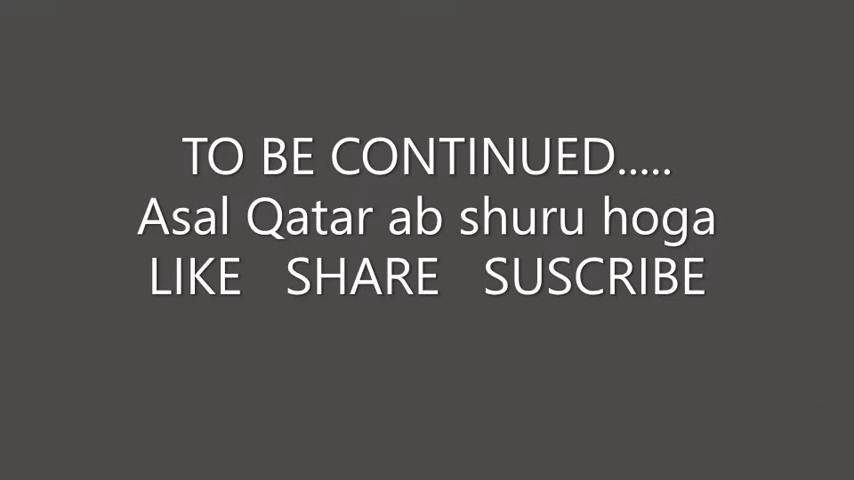 TO BE CONTINUED.....
Asal Qatar ab shuru hoga
LIKE SHARE SUSCRIBE